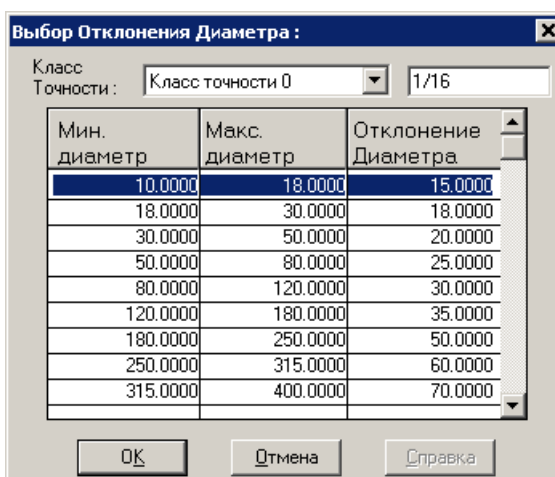 Выбор Отклонения Диаметра :
Класс
Точности :
Класс точности 0
1/16
Мин. диаметр Макс. диаметр Отклонение Диаметра
10.0000 18.0000 15.0000
18.0000 30.0000 18.0000
30.0000 50.0000 20.0000
50.0000 80.0000 25.0000
80.0000 120.0000 30.0000
120.0000 180.0000 35.0000
180.0000 250.0000 50.0000
250.0000 315.0000 60.0000
315.0000 400.0000 70.0000
OK Отмена Справка